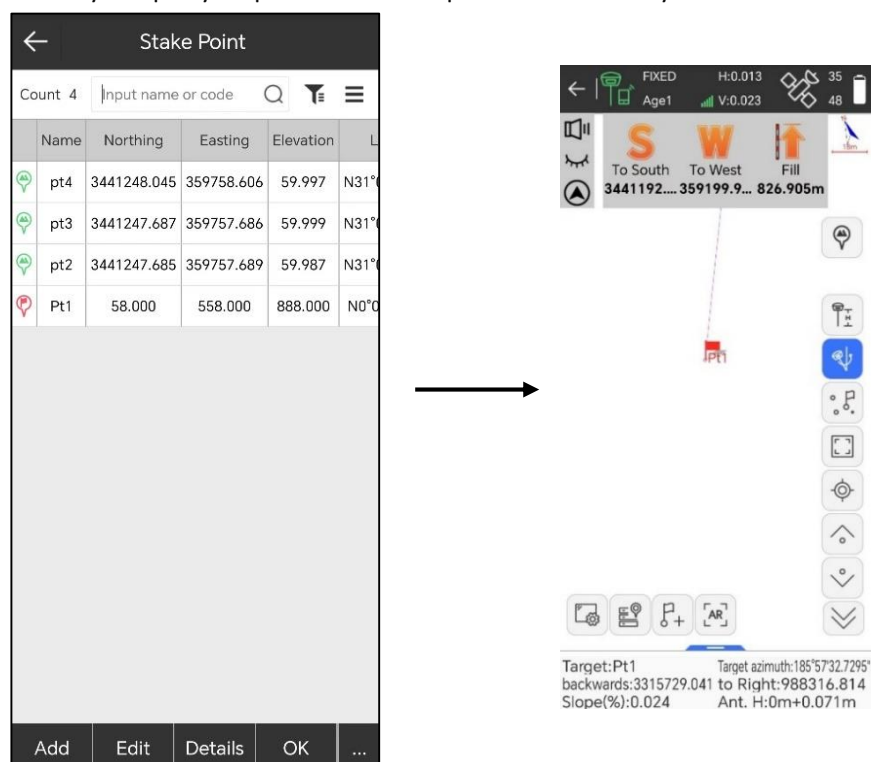 Stake Point
Count 4 Input name or code
Name Northing Easting Elevation L
pt4 3441248.045 359758.606 59.997 N31°
pt3 3441247.687 359757.686 59.999 N31°
pt2 3441247.685 359757.689 59.987 N31°
Pt1 58.000 558.000 888.000 N0°0
Add Edit Details OK ...
FIXED H:0.013 35
Age1 V:0.023 48
S W
To South To West Fill
3441192.... 359199.9... 826.905m
Pt1
AR
Target:Pt1 Target azimuth:185°57'32.7295"
backwards:3315729.041 to Right:988316.814
Slope(%):0.024 Ant. H:0m+0.071m